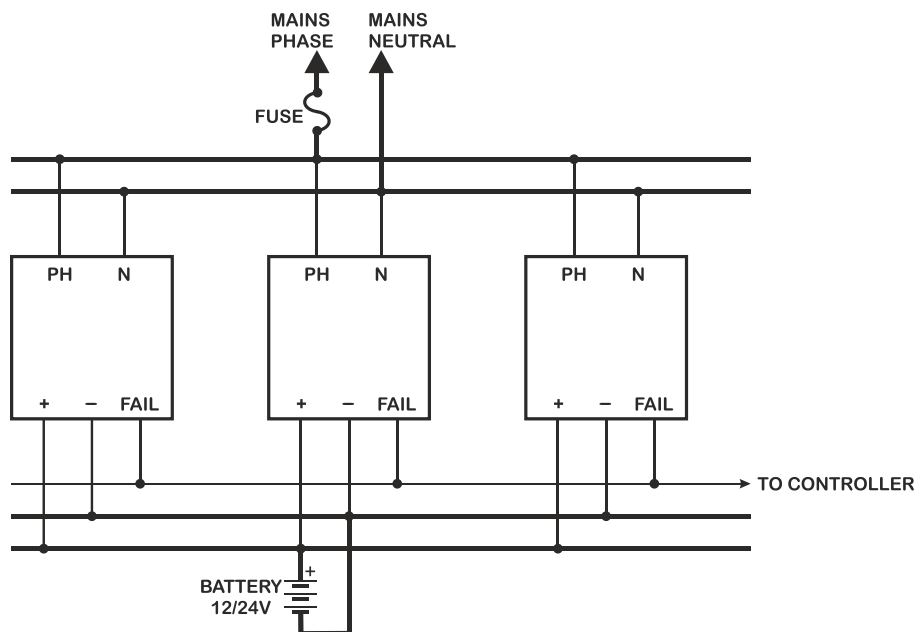 MAINS
PHASE
MAINS
NEUTRAL
FUSE
PH N
PH N
PH N
+ – FAIL
+ – FAIL
+ – FAIL
TO CONTROLLER
+
BATTERY
12/24V